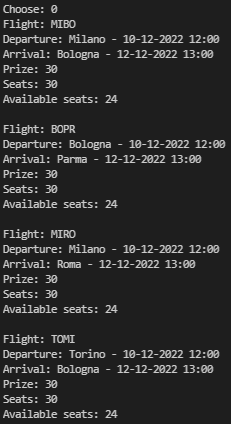 Choose: 0
Flight: MIBO
Departure: Milano - 10-12-2022 12:00
Arrival: Bologna - 12-12-2022 13:00
Prize: 30
Seats: 30
Available seats: 24
Flight: BOPR
Departure: Bologna - 10-12-2022 12:00
Arrival: Parma - 12-12-2022 13:00
Prize: 30
Seats: 30
Available seats: 24
Flight: MIRO
Departure: Milano - 10-12-2022 12:00
Arrival: Roma - 12-12-2022 13:00
Prize: 30
Seats: 30
Available seats: 24
Flight: TOMI
Departure: Torino - 10-12-2022 12:00
Arrival: Bologna - 12-12-2022 13:00
Prize: 30
Seats: 30
Available seats: 24